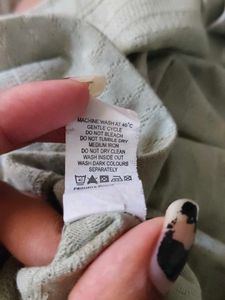 MACHINE WASH AT 40°C
GENTLE CYCLE
DO NOT BLEACH
DO NOT TUMBLE DRY
MEDIUM IRON
DO NOT DRY CLEAN
WASH INSIDE OUT
WASH DARK COLOURS
SEPARATELY